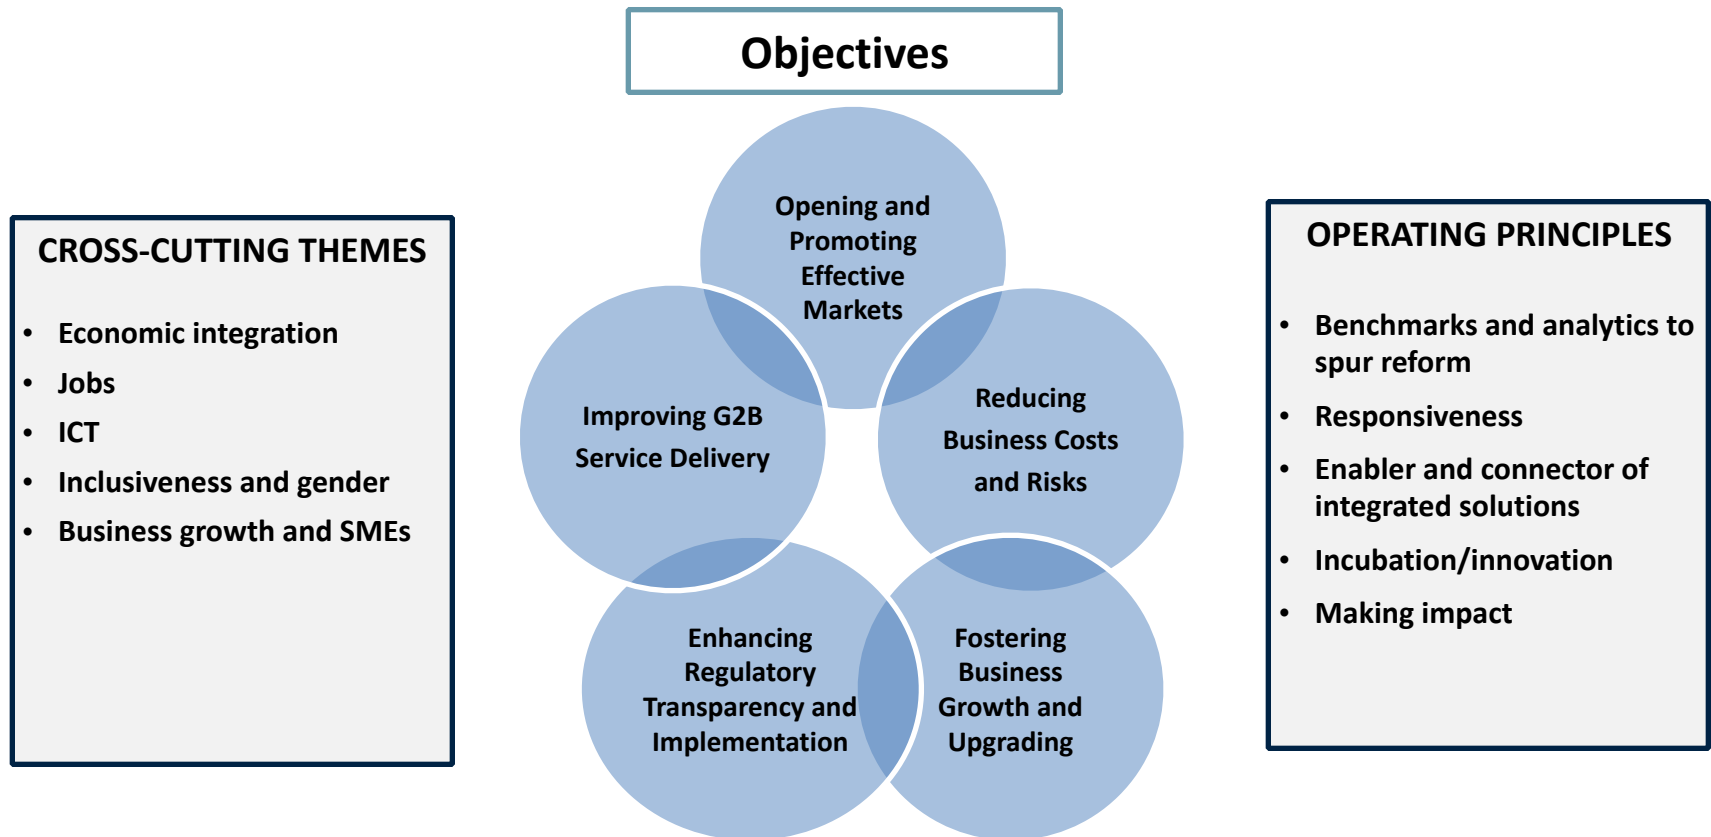 Objectives
CROSS-CUTTING THEMES
• Economic integration
• Jobs
• ICT
• Inclusiveness and gender
• Business growth and SMEs
Opening and
Promoting
Effective
Markets
Improving G2B
Service Delivery
Reducing
Business Costs
and Risks
Enhancing
Regulatory
Transparency and
Implementation
Fostering
Business
Growth and
Upgrading
OPERATING PRINCIPLES
• Benchmarks and analytics to
spur reform
• Responsiveness
• Enabler and connector of
integrated solutions
• Incubation/innovation
• Making impact